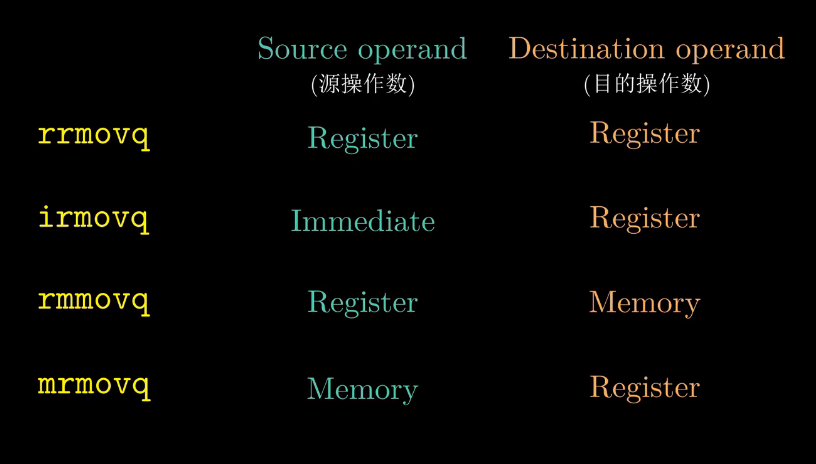 Source operand Destination operand
(源操作数) (目的操作数)
rrmovq Register Register
irmovq Immediate Register
rmmovq Register Memory
mrmovq Memory Register